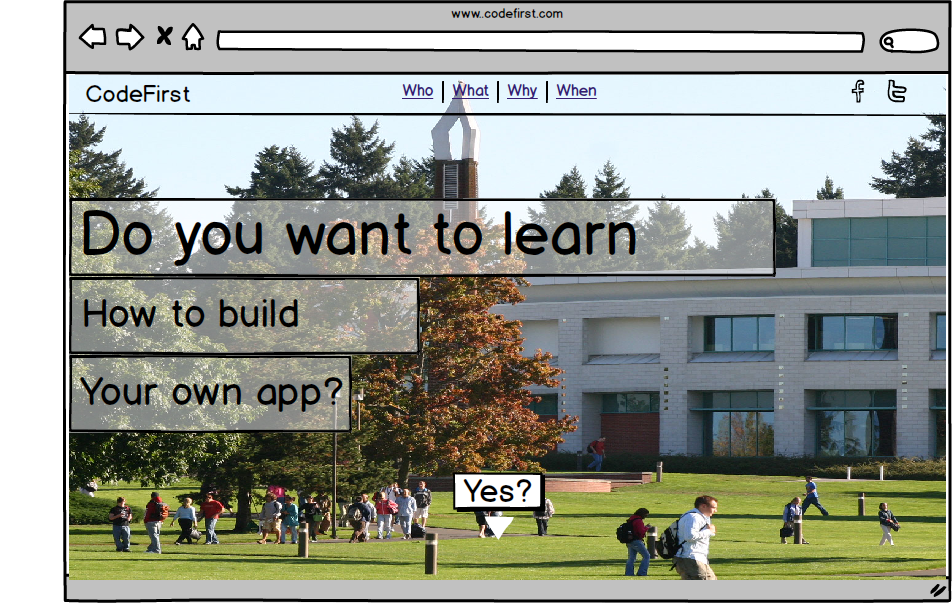 www.codefirst.com
CodeFirst
Who | What | Why | When
Do you want to learn
How to build
Your own app?
Yes?